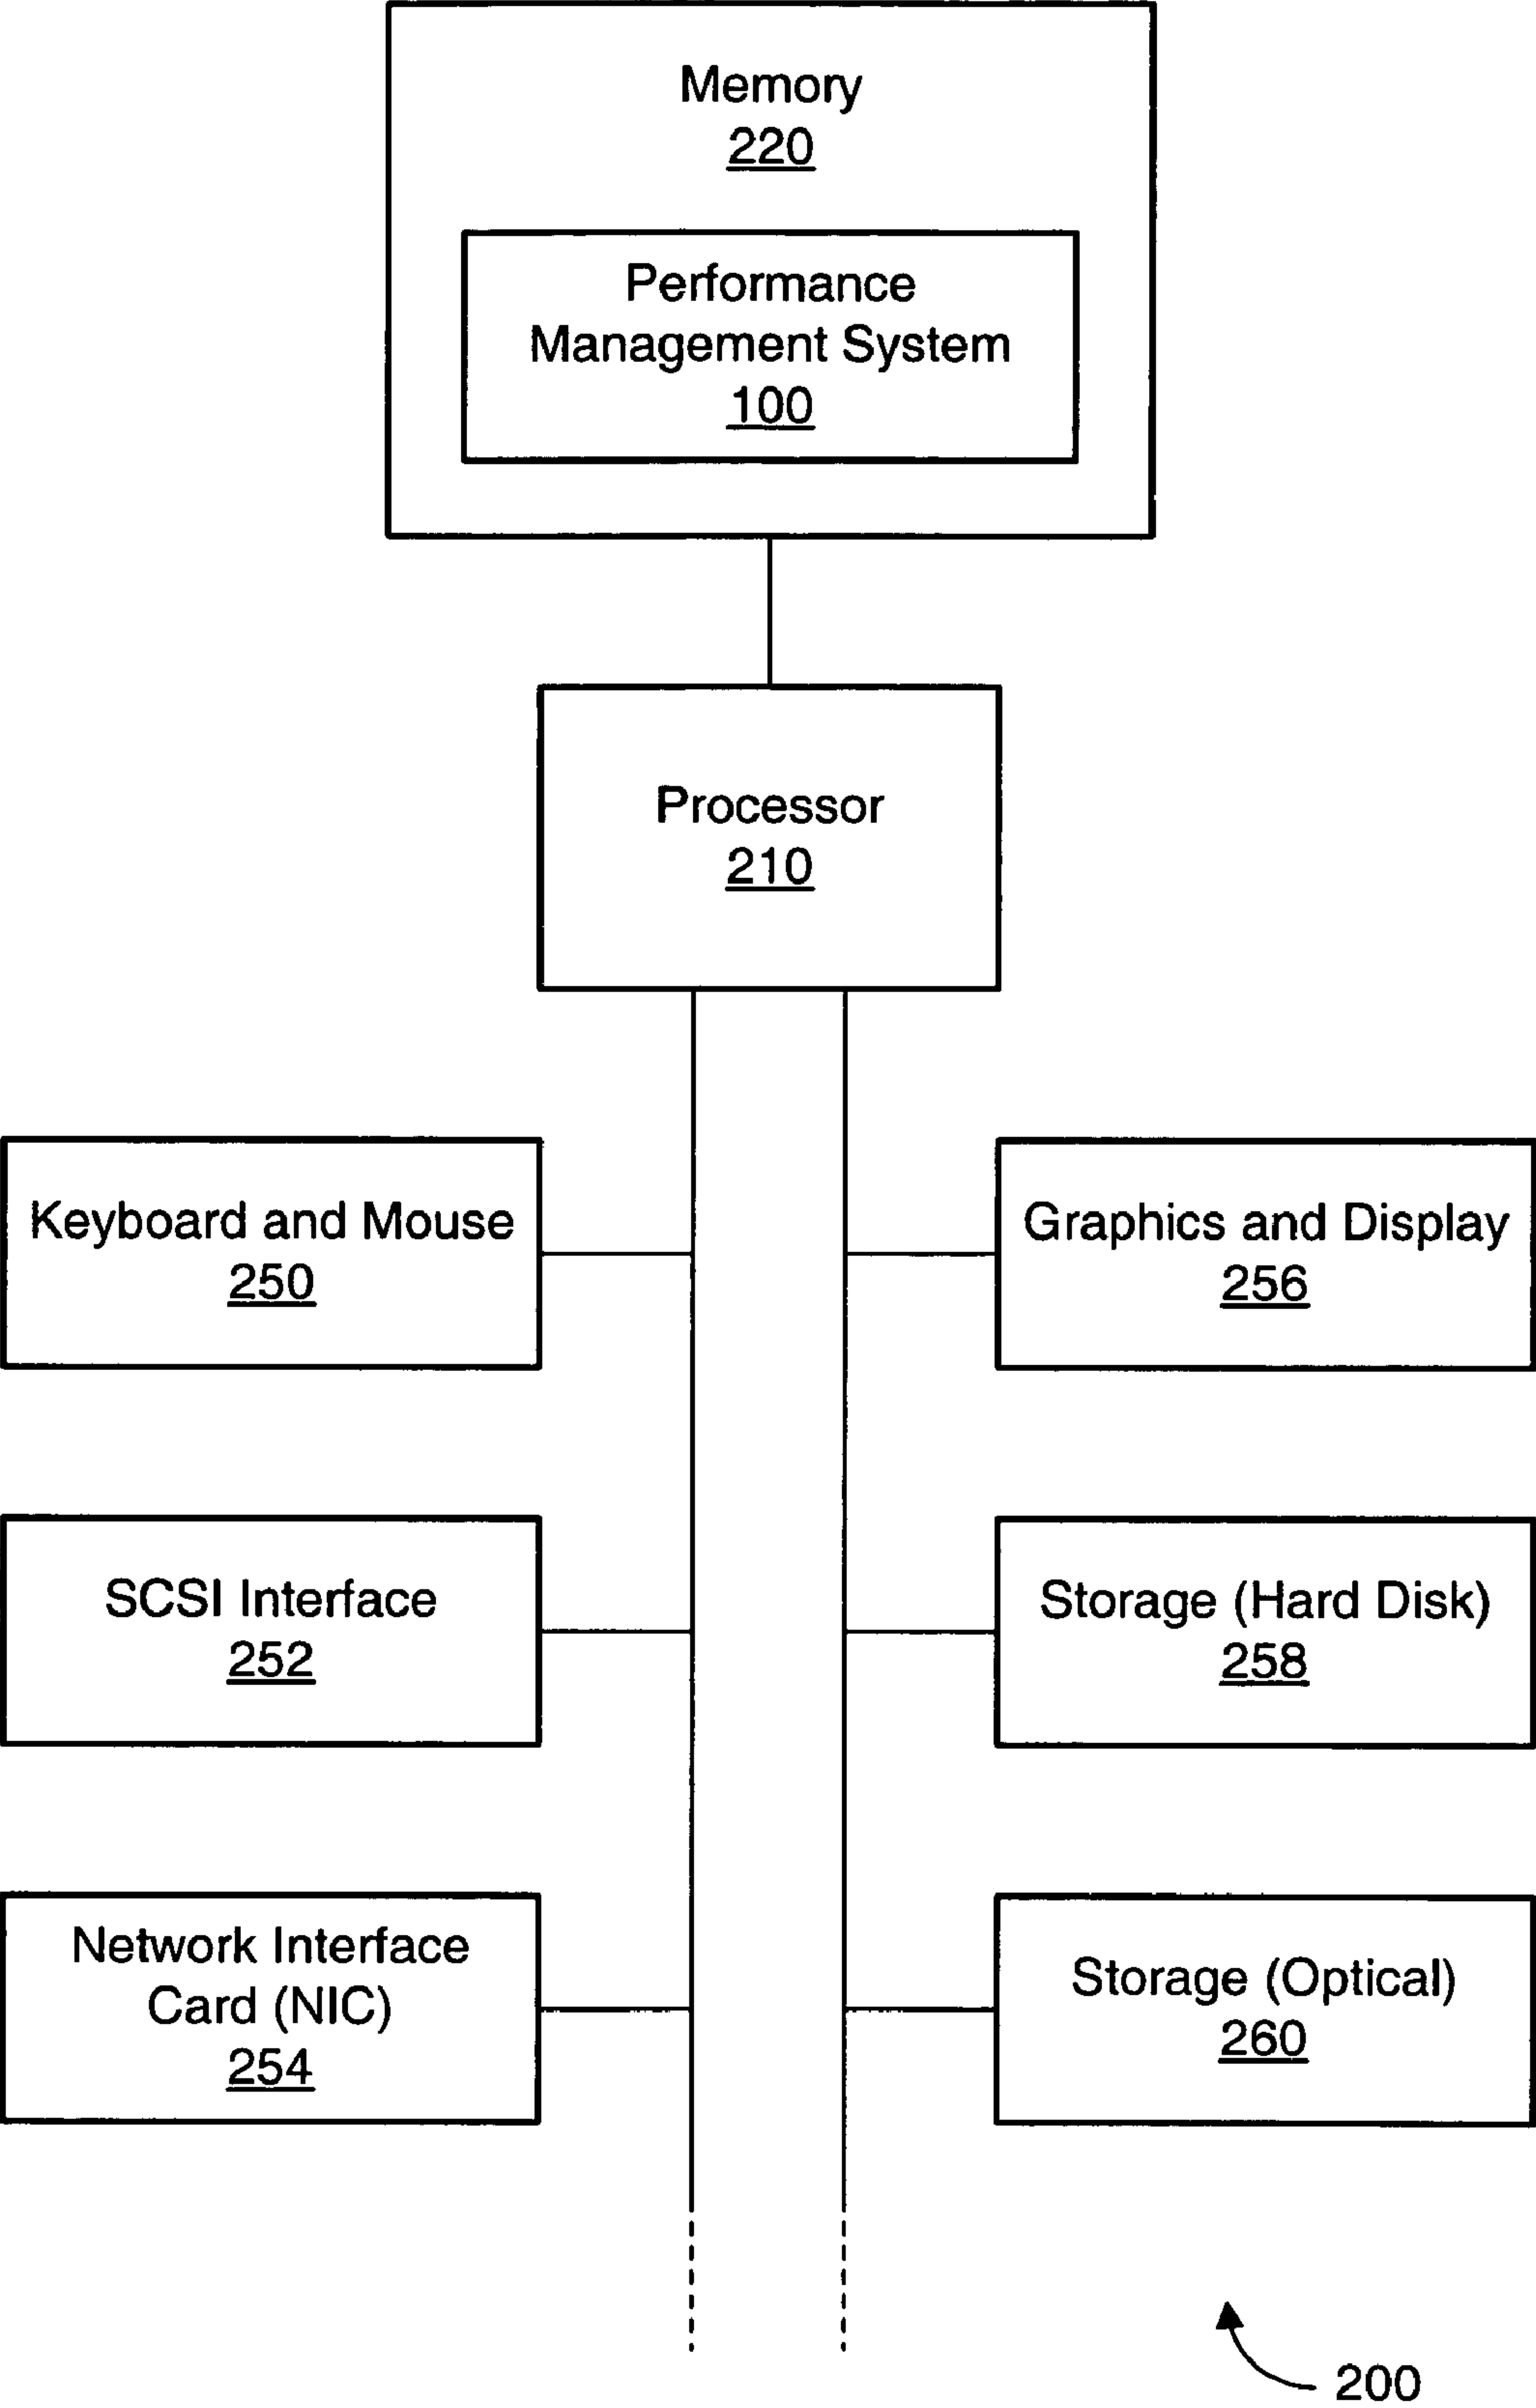 Memory
220
Performance
Management System
100
Processor
210
Keyboard and Mouse
250
Graphics and Display
256
SCSI Interface
252
Storage (Hard Disk)
258
Network Interface
Card (NIC)
254
Storage (Optical)
260
200